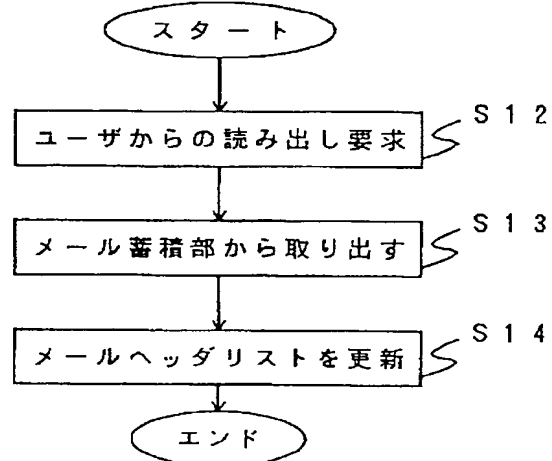 スタート
ユーザからの読み出し要求
S12
メール蓄積部から取り出す
S13
メールヘッダリストを更新
S14
エンド